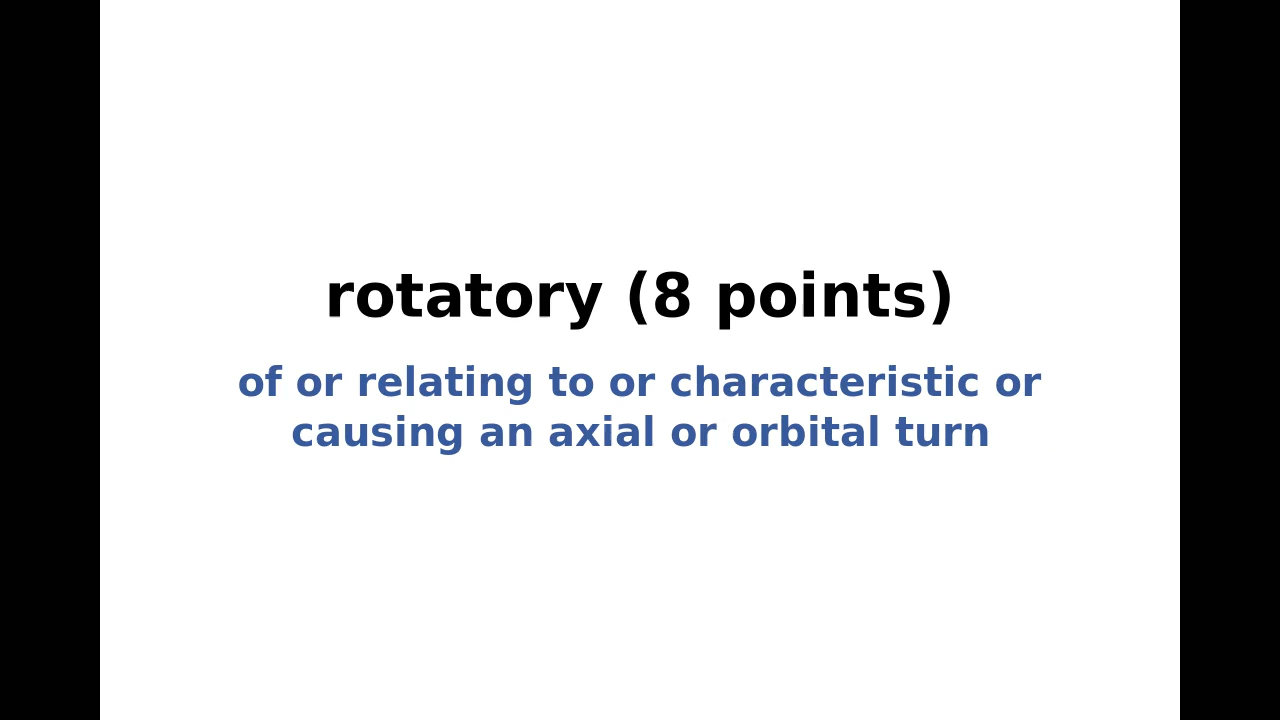 rotatory (8 points)
of or relating to or characteristic or
causing an axial or orbital turn